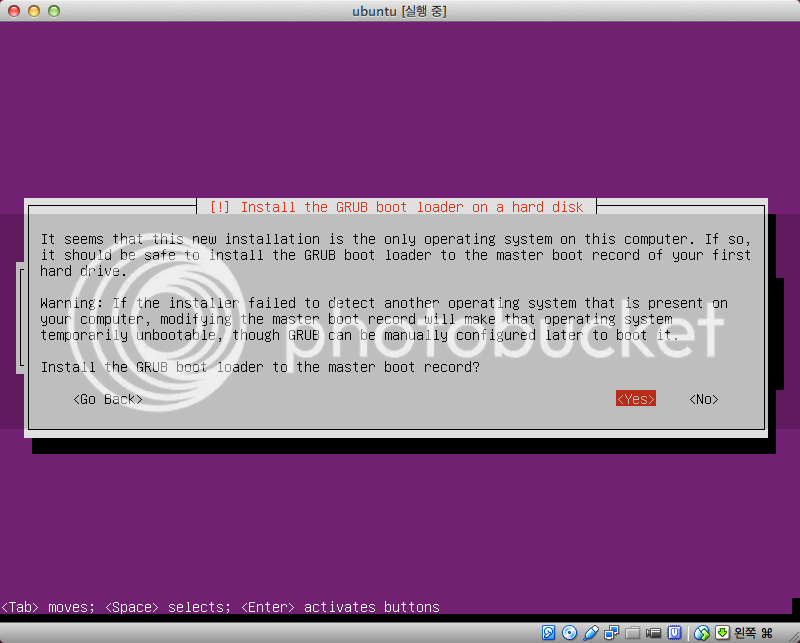 ubuntu [실행 중]
[!] Install the GRUB boot loader on a hard disk
It seems that this new installation is the only operating system on this computer. If so,
it should be safe to install the GRUB boot loader to the master boot record of your first
hard drive.
Warning: If the installer failed to detect another operating system that is present on
your computer, modifying the master boot record will make that operating system
temporarily unbootable, though GRUB can be manually configured later to boot it.
photobucket
Install the GRUB boot loader to the master boot record?
<Go Back> <Yes> <No>
<Tab> moves; <Space> selects; <Enter> activates buttons
왼쪽 ⌘